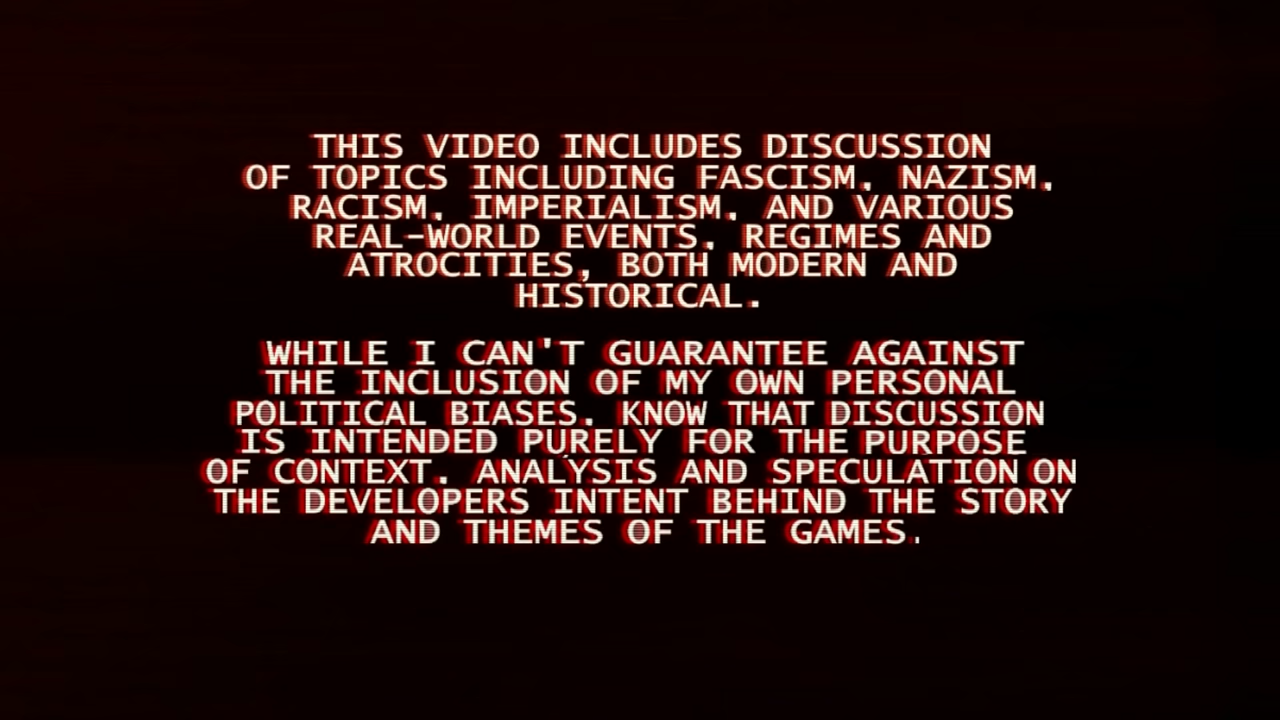 THIS VIDEO INCLUDES DISCUSSION
OF TOPICS INCLUDING FASCISM, NAZISM,
RACISM, IMPERIALISM, AND VARIOUS
REAL-WORLD EVENTS, REGIMES AND
ATROCITIES, BOTH MODERN AND
HISTORICAL.
WHILE I CAN'T GUARANTEE AGAINST
THE INCLUSION OF MY OWN PERSONAL
POLITICAL BIASES, KNOW THAT DISCUSSION
IS INTENDED PURELY FOR THE PURPOSE
OF CONTEXT, ANALYSIS AND SPECULATION ON
THE DEVELOPERS INTENT BEHIND THE STORY
AND THEMES OF THE GAMES.